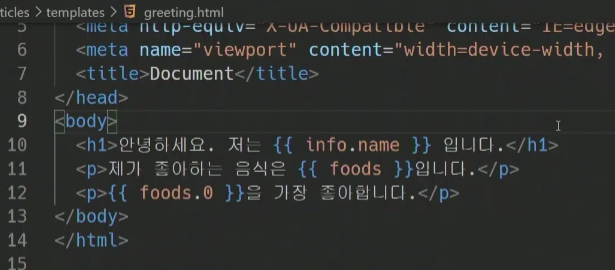 ticles > templates > greeting.html
5 <meta http-equiv="X-UA-Compatible" content="IE=edge
6 <meta name="viewport" content="width=device-width,
7 <title>Document</title>
8 </head>
9 <body>
10 <h1>안녕하세요. 저는 {{ info.name }} 입니다.</h1>
11 <p>제가 좋아하는 음식은 {{ foods }}입니다.</p>
12 <p>{{ foods.0 }}을 가장 좋아합니다.</p>
13 </body>
14 </html>
15